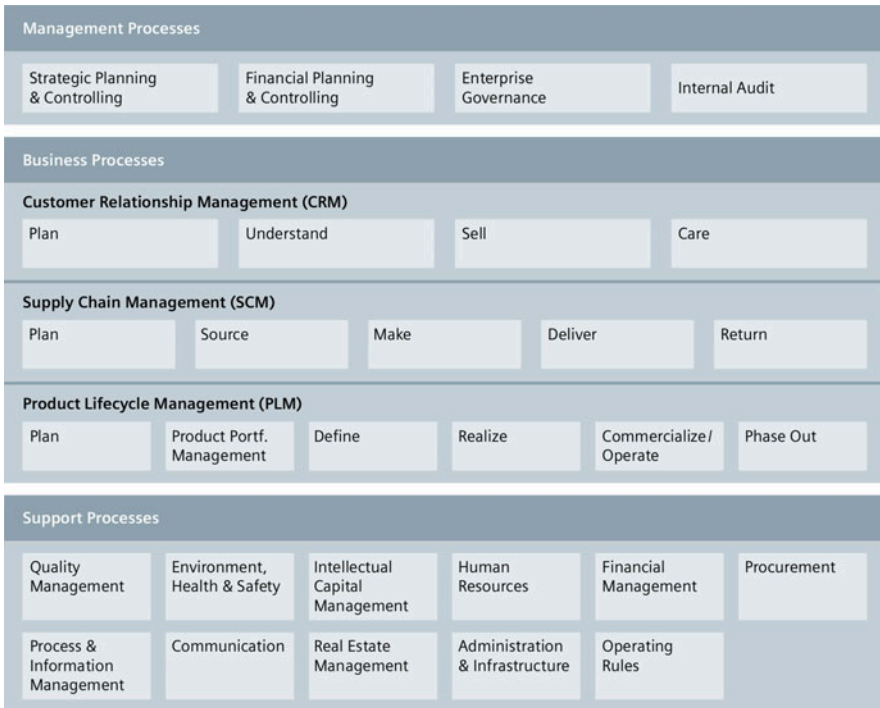 Management Processes
Strategic Planning
& Controlling
Financial Planning
& Controlling
Enterprise
Governance
Internal Audit
Business Processes
Customer Relationship Management (CRM)
Plan
Understand
Sell
Care
Supply Chain Management (SCM)
Plan
Source
Make
Deliver
Return
Product Lifecycle Management (PLM)
Plan
Product Portf.
Management
Define
Realize
Commercialize/
Operate
Phase Out
Support Processes
Quality
Management
Environment,
Health & Safety
Intellectual
Capital
Management
Human
Resources
Financial
Management
Procurement
Process &
Information
Management
Communication
Real Estate
Management
Administration
& Infrastructure
Operating
Rules